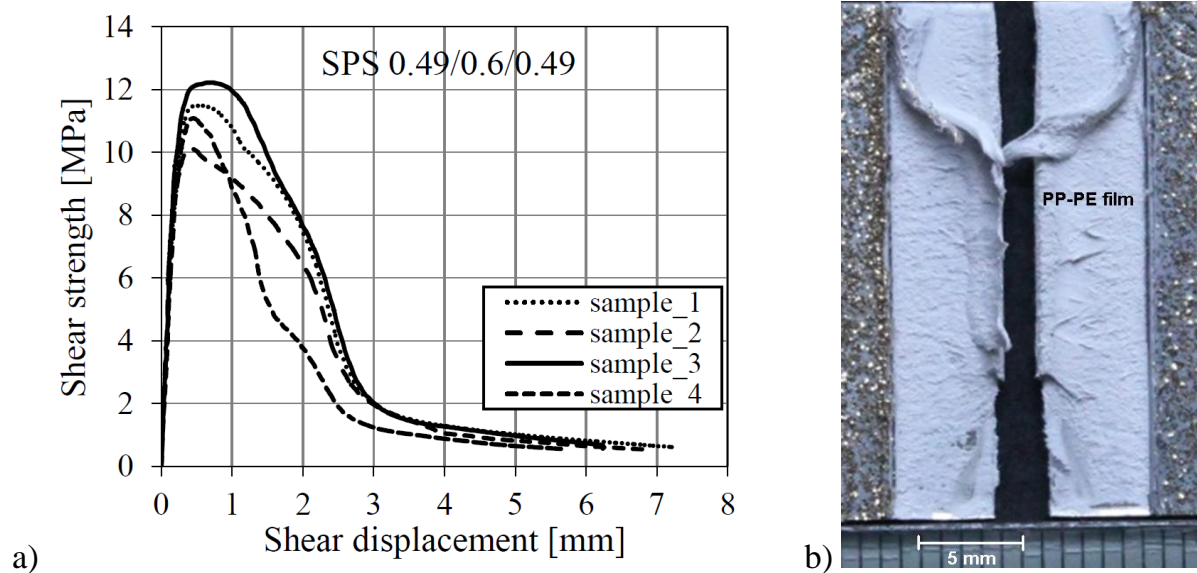 14
12
10
8
6
4
2
0
Shear strength [MPa]
SPS 0.49/0.6/0.49
sample_1
sample_2
sample_3
sample_4
0 1 2 3 4 5 6 7 8
Shear displacement [mm]
a)
PP-PE film
5 mm
b)